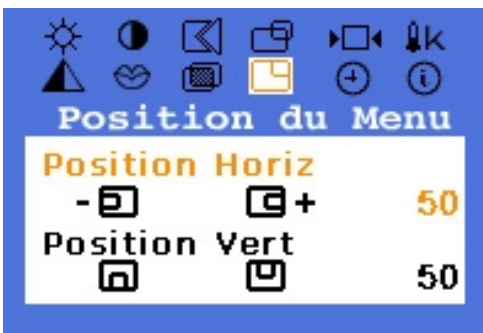 k
Position du Menu
Position Horiz
- + 50
Position Vert
50